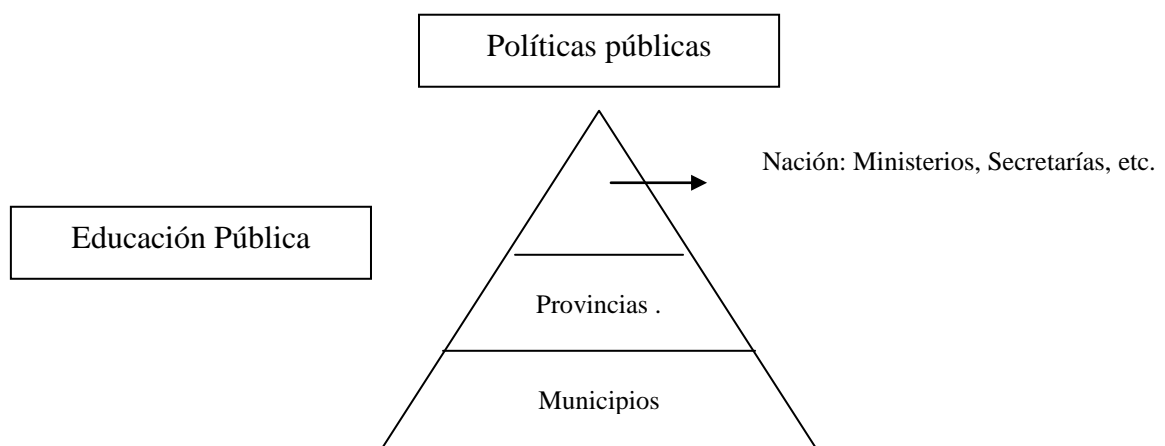 Políticas públicas
Nación: Ministerios, Secretarías, etc.
Educación Pública
Provincias .
Municipios